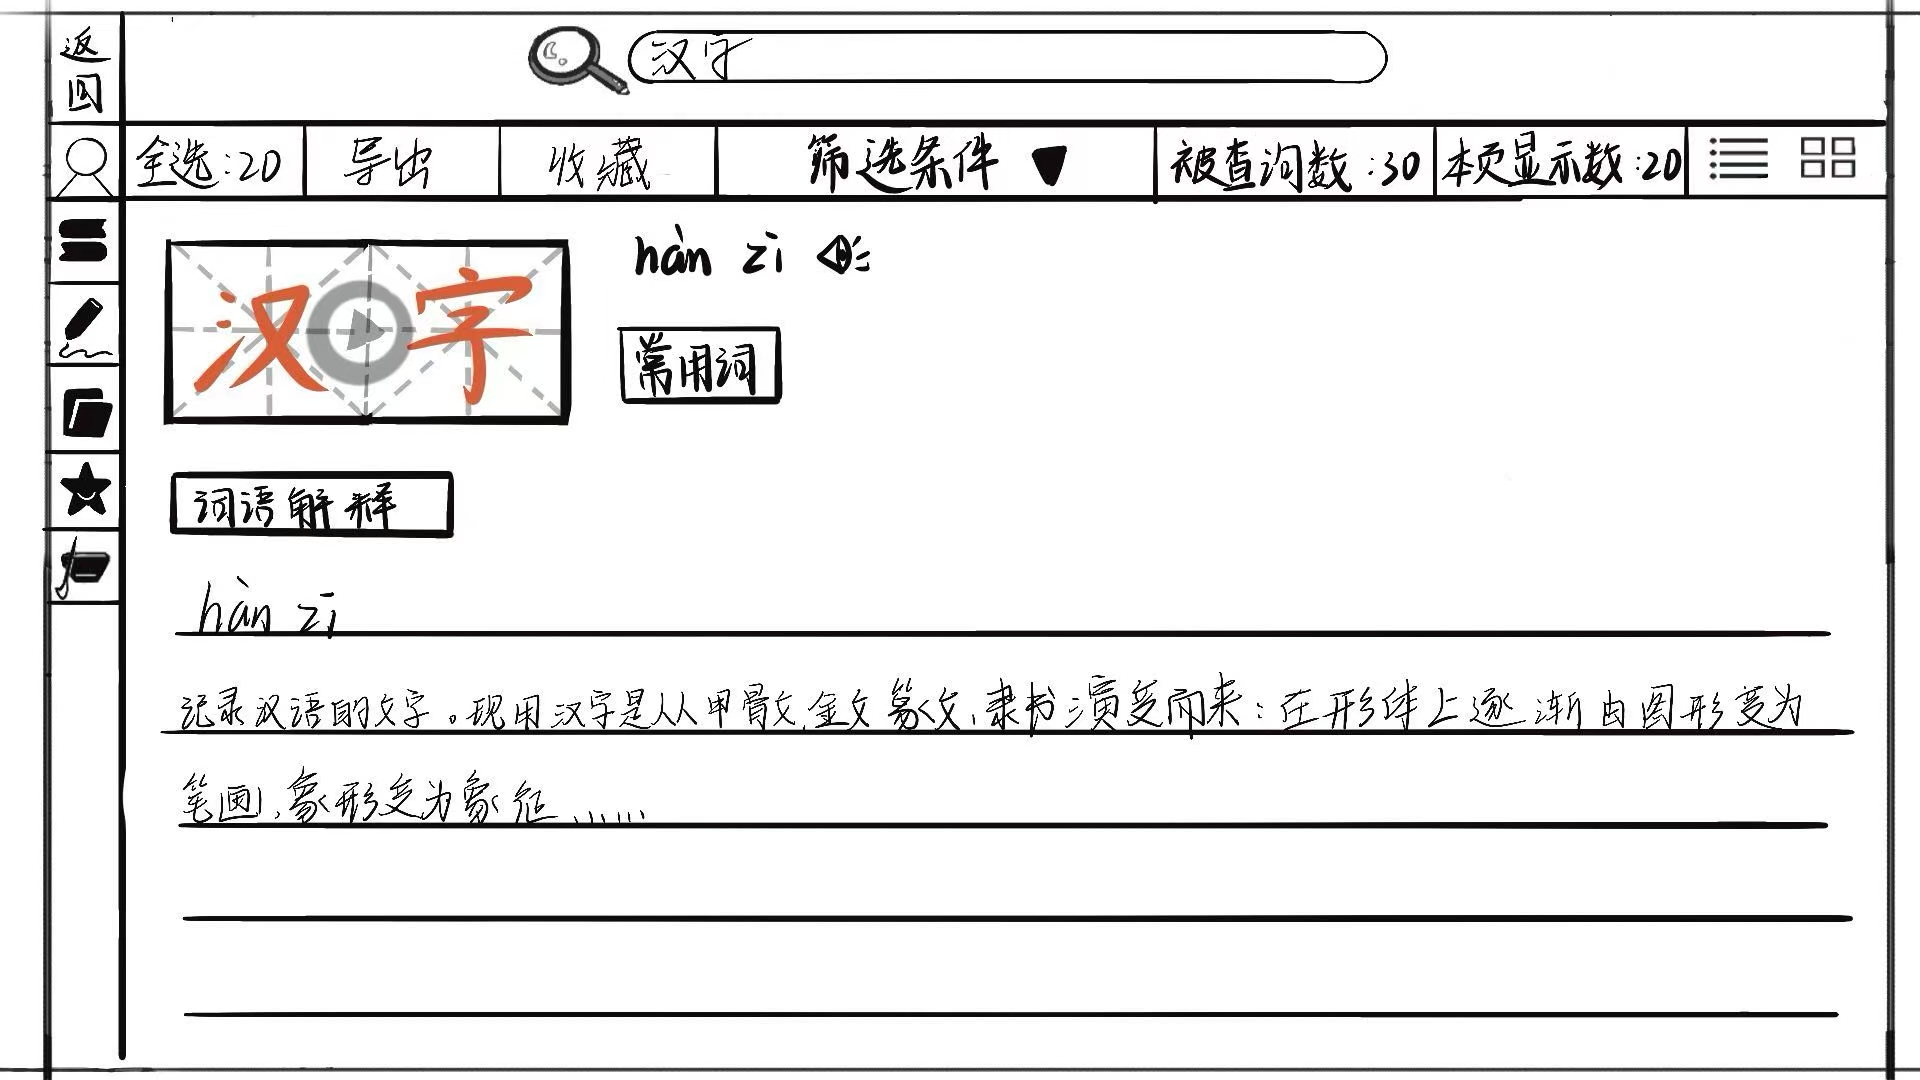 返回
汉字
全选:20 导出 收藏 筛选条件 被查词数:30 本页显示数:20
hàn zì
汉字
常用词
词语解释
hàn zì
记录汉语的文字。现用汉字是从甲骨文,金文篆文,隶书演变而来:在形体上逐渐由图形变为
笔画,象形变为象征......